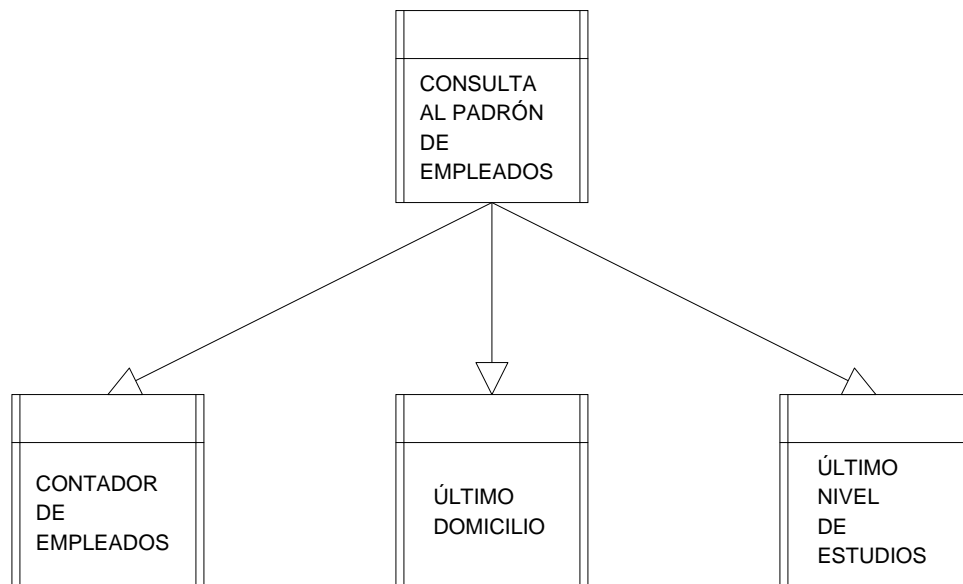 CONSULTA
AL PADRÓN
DE
EMPLEADOS
CONTADOR
DE
EMPLEADOS
ÚLTIMO
DOMICILIO
ÚLTIMO
NIVEL
DE
ESTUDIOS